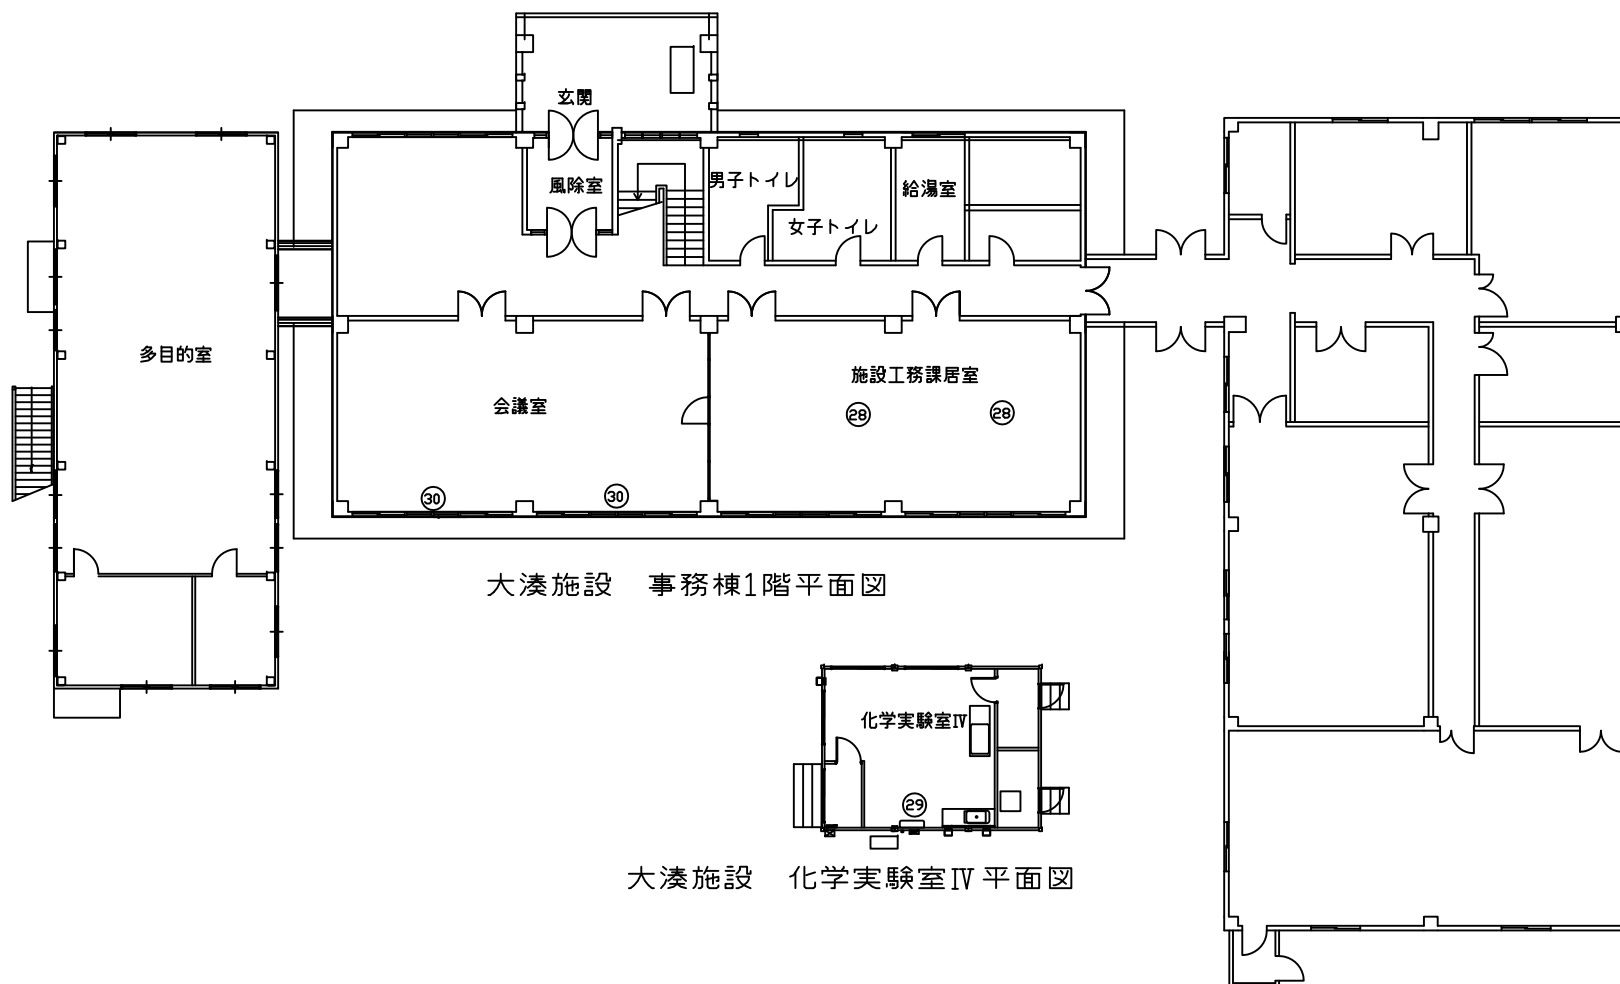 玄関
風除室
男子トイレ
給湯室
女子トイレ
多目的室
会議室
施設工務課居室
28
28
30
30
大湊施設 事務棟1階平面図
化学実験室Ⅳ
29
大湊施設 化学実験室Ⅳ平面図